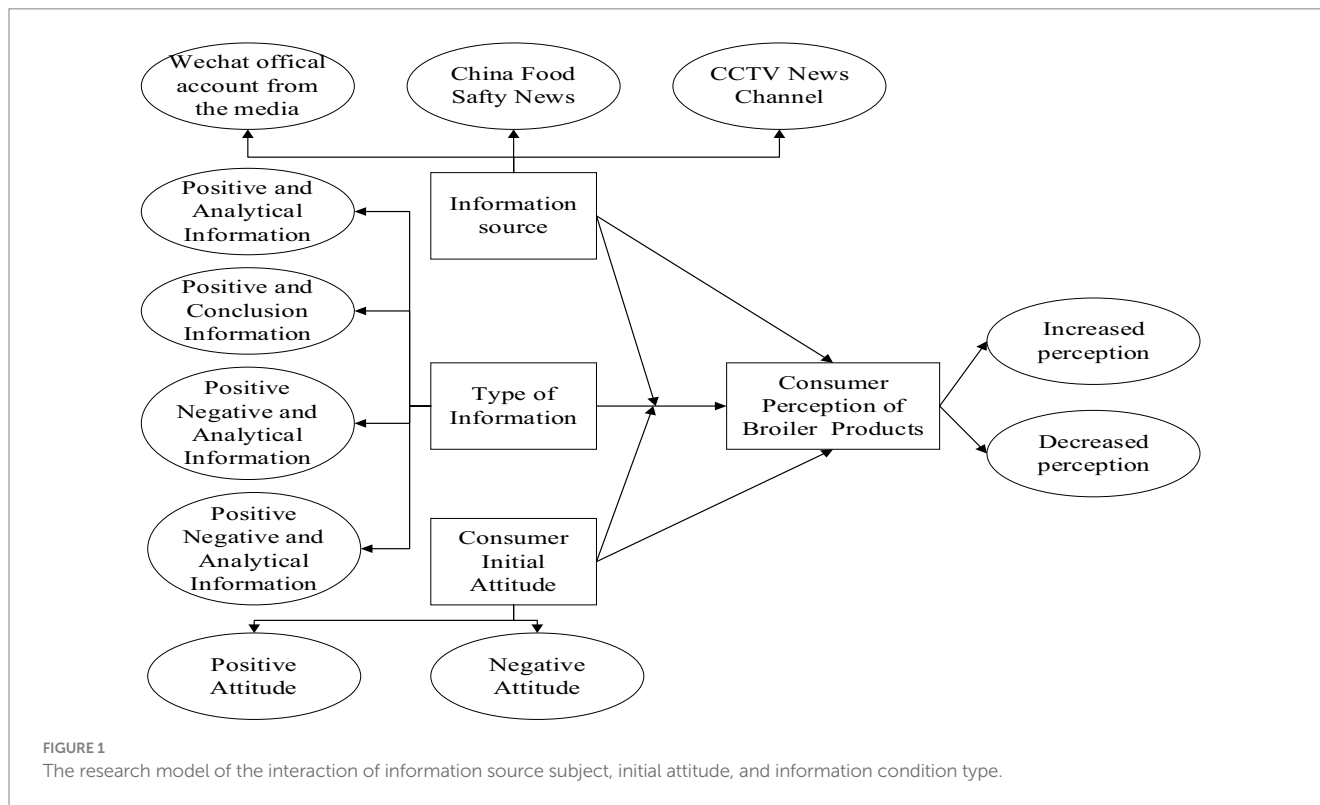 Wechat offical
account from
the media
China Food
Safty News
CCTV News
Channel
Positive and
Analytical
Information
Information
source
Positive and
Conclusion
Information
Increased
perception
Type of
Information
Consumer
Perception of
Broiler Products
Positive
Negative and
Analytical
Information
Decreased
perception
Positive
Negative and
Analytical
Information
Consumer
Initial
Attitude
Positive
Attitude
Negative
Attitude
FIGURE 1
The research model of the interaction of information source subject, initial attitude, and information condition type.